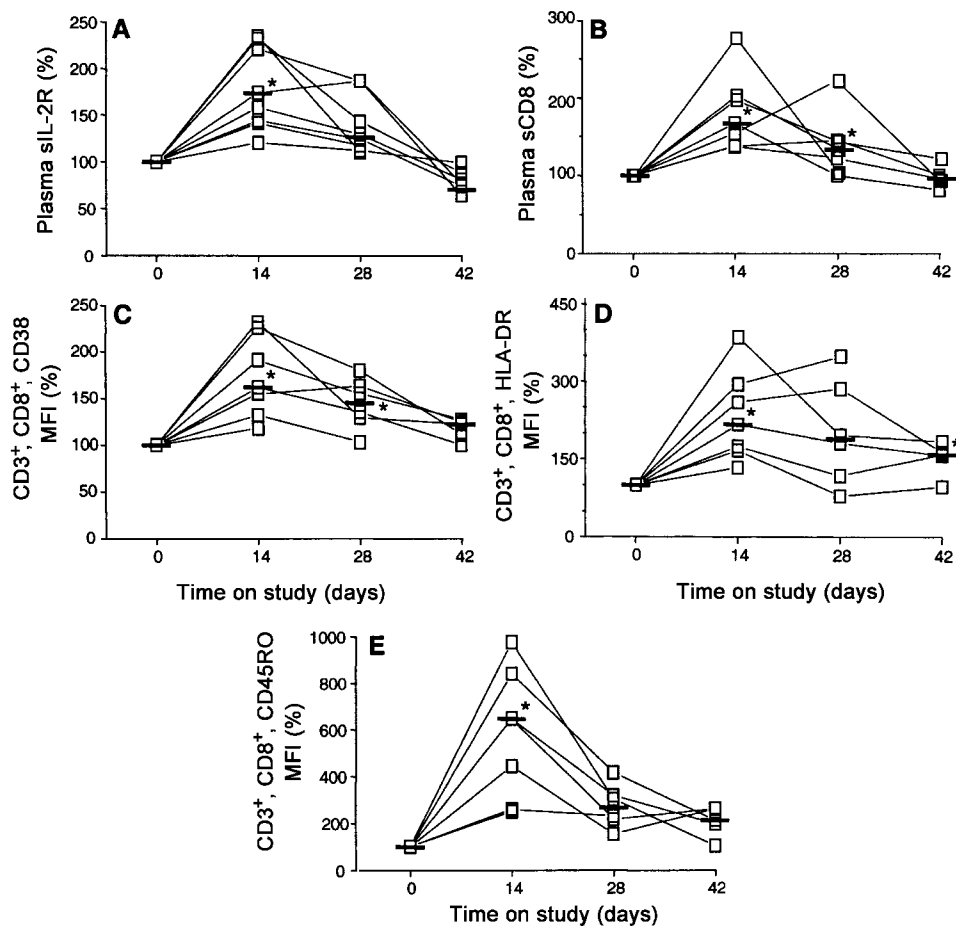 A
Plasma sIL-2R (%)
250
200
150
100
50
0
*
0 14 28 42
B
Plasma sCD8 (%)
300
200
100
0
*
*
0 14 28 42
C
CD3+, CD8+, CD38
MFI (%)
250
200
150
100
50
0
*
*
0 14 28 42
Time on study (days)
D
CD3+, CD8+, HLA-DR
MFI (%)
450
300
150
0
*
*
0 14 28 42
Time on study (days)
E
CD3+, CD8+, CD45RO
MFI (%)
1000
800
600
400
200
0
*
0 14 28 42
Time on study (days)